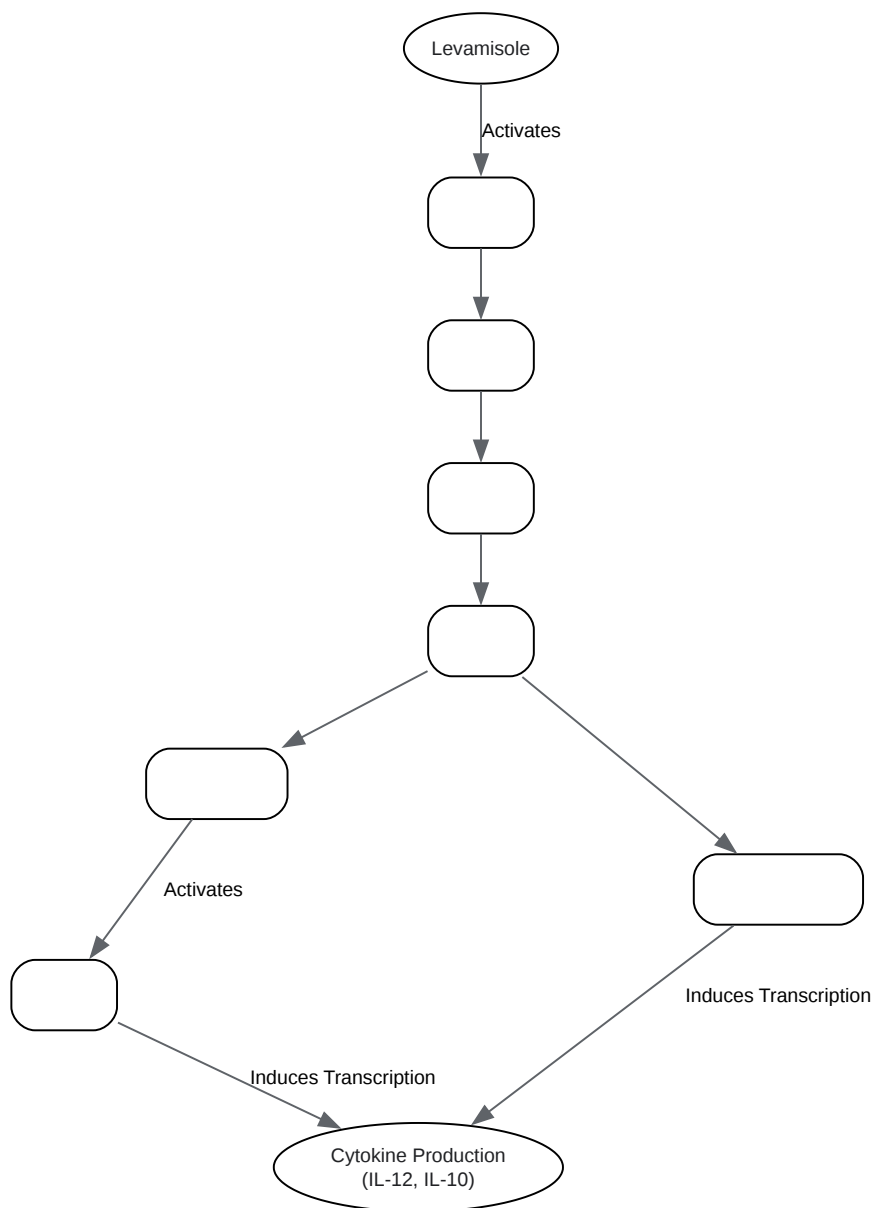 Levamisole
Activates
Activates
Induces Transcription
Induces Transcription
Cytokine Production
(IL-12, IL-10)